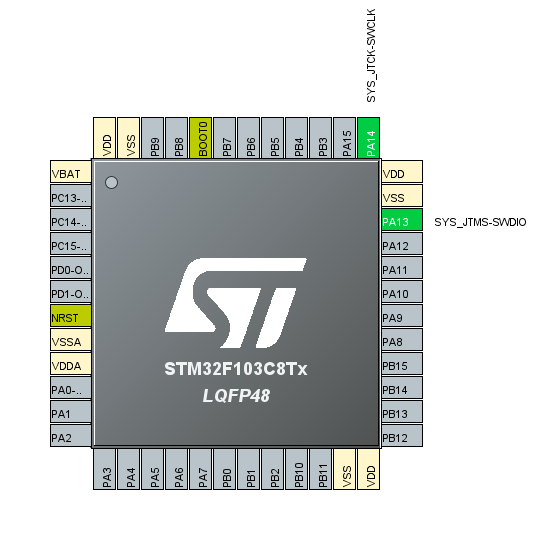 SYS_JTCK-SWCLK
VDD
VSS
PB9
PB8
BOOT0
PB7
PB6
PB5
PB4
PB3
PA15
PA14
VBAT
PC13-..
PC14-..
PC15-..
PD0-O..
PD1-O..
NRST
VSSA
VDDA
PA0-..
PA1
PA2
ST
STM32F103C8Tx
LQFP48
VDD
VSS
PA13 SYS_JTMS-SWDIO
PA12
PA11
PA10
PA9
PA8
PB15
PB14
PB13
PB12
PA3
PA4
PA5
PA6
PA7
PB0
PB1
PB2
PB10
PB11
VSS
VDD